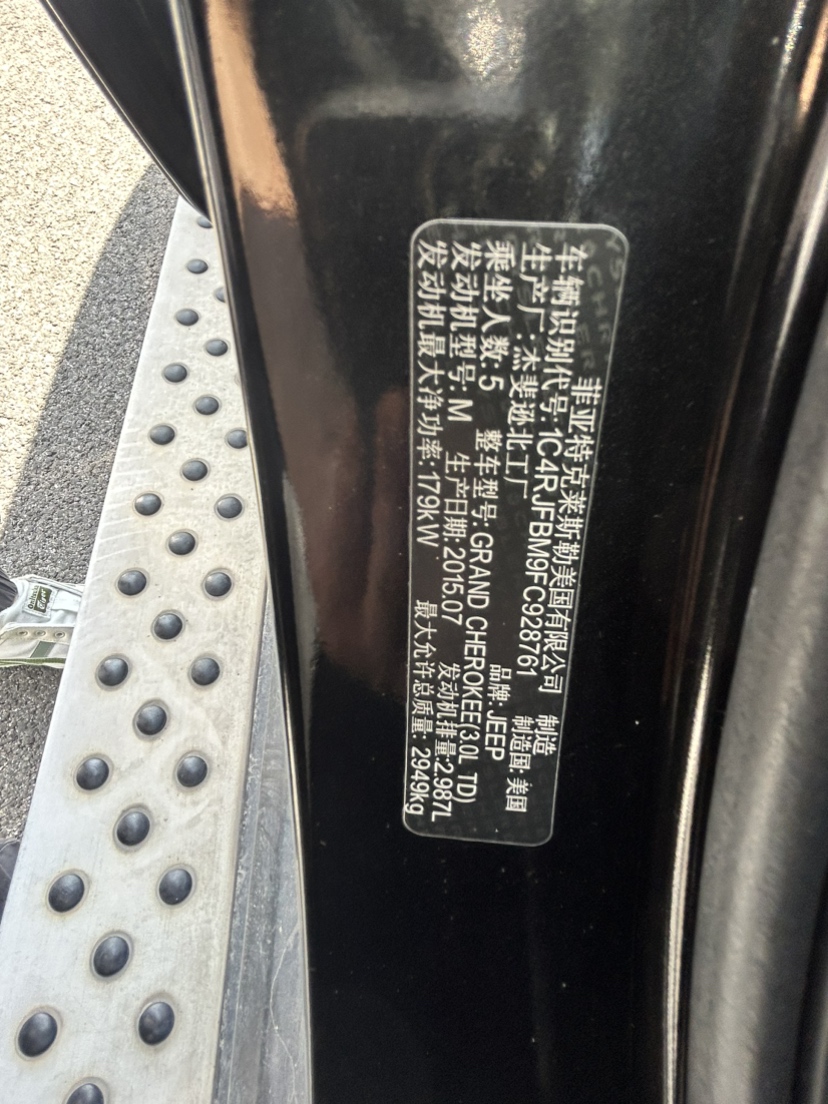 菲亚特克莱斯勒美国有限公司 制造
车辆识别代号: 1C4RJFBM9FC928761
生产厂: 杰斐逊北工厂 制造国: 美国
品牌: JEEP
乘坐人数: 5 整车型号: GRAND CHEROKEE(3.0L TD)
发动机型号: M 生产日期: 2015.07 发动机排量: 2.987L
发动机最大净功率: 179kW 最大允许总质量: 2949kg